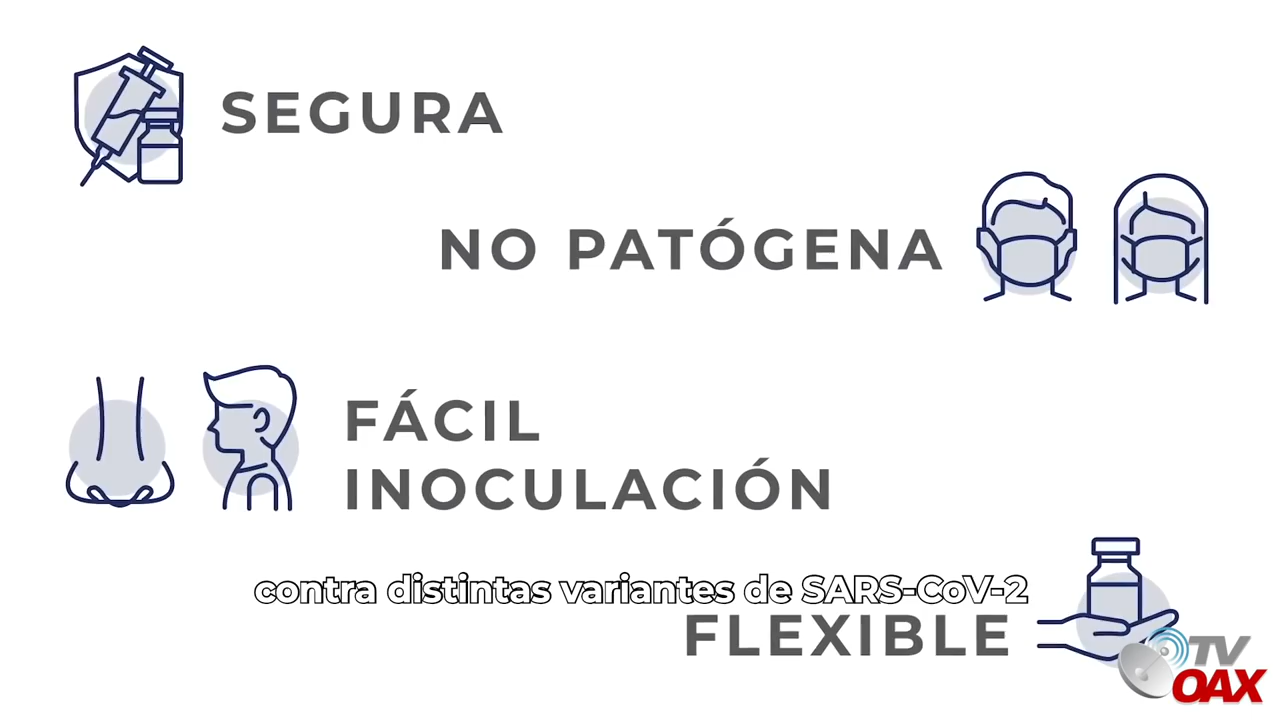 SEGURA
NO PATÓGENA
FÁCIL
INOCULACIÓN
contra distintas variantes de SARS-CoV-2
FLEXIBLE
TV
OAX